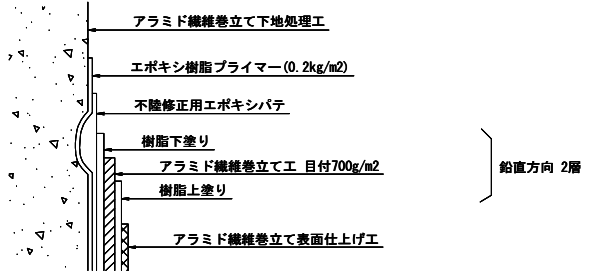 アラミド繊維巻立て下地処理工
エポキシ樹脂プライマー(0.2kg/m2)
不陸修正用エポキシパテ
樹脂下塗り
アラミド繊維巻立て工 目付700g/m2
鉛直方向 2層
樹脂上塗り
アラミド繊維巻立て表面仕上げ工